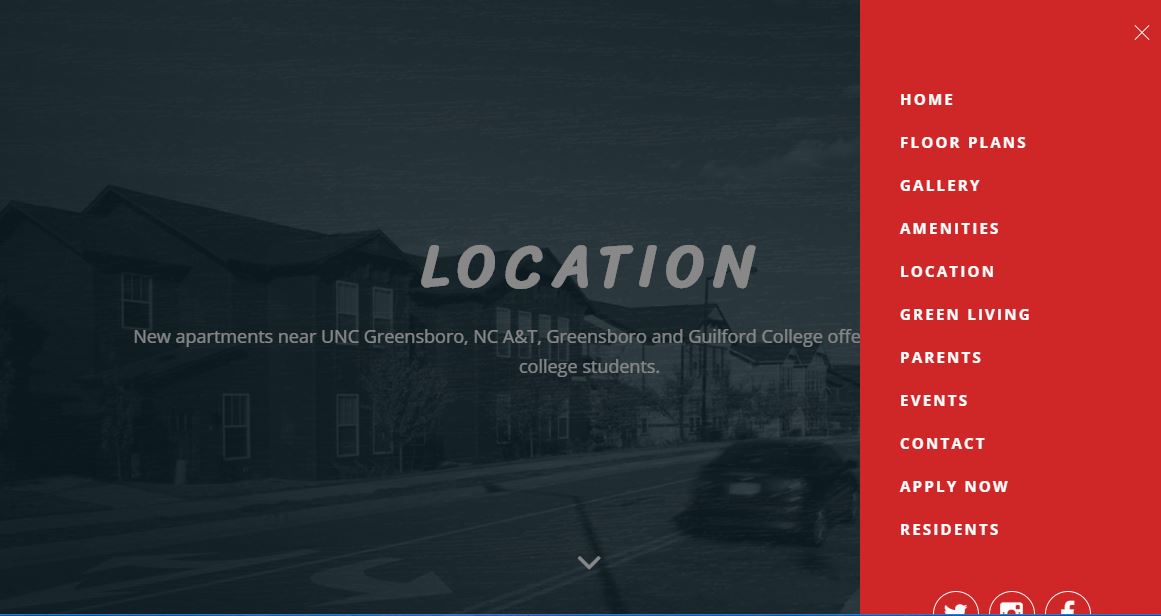 LOCATION
New apartments near UNC Greensboro, NC A&T, Greensboro and Guilford College offe
college students.
HOME
FLOOR PLANS
GALLERY
AMENITIES
LOCATION
GREEN LIVING
PARENTS
EVENTS
CONTACT
APPLY NOW
RESIDENTS